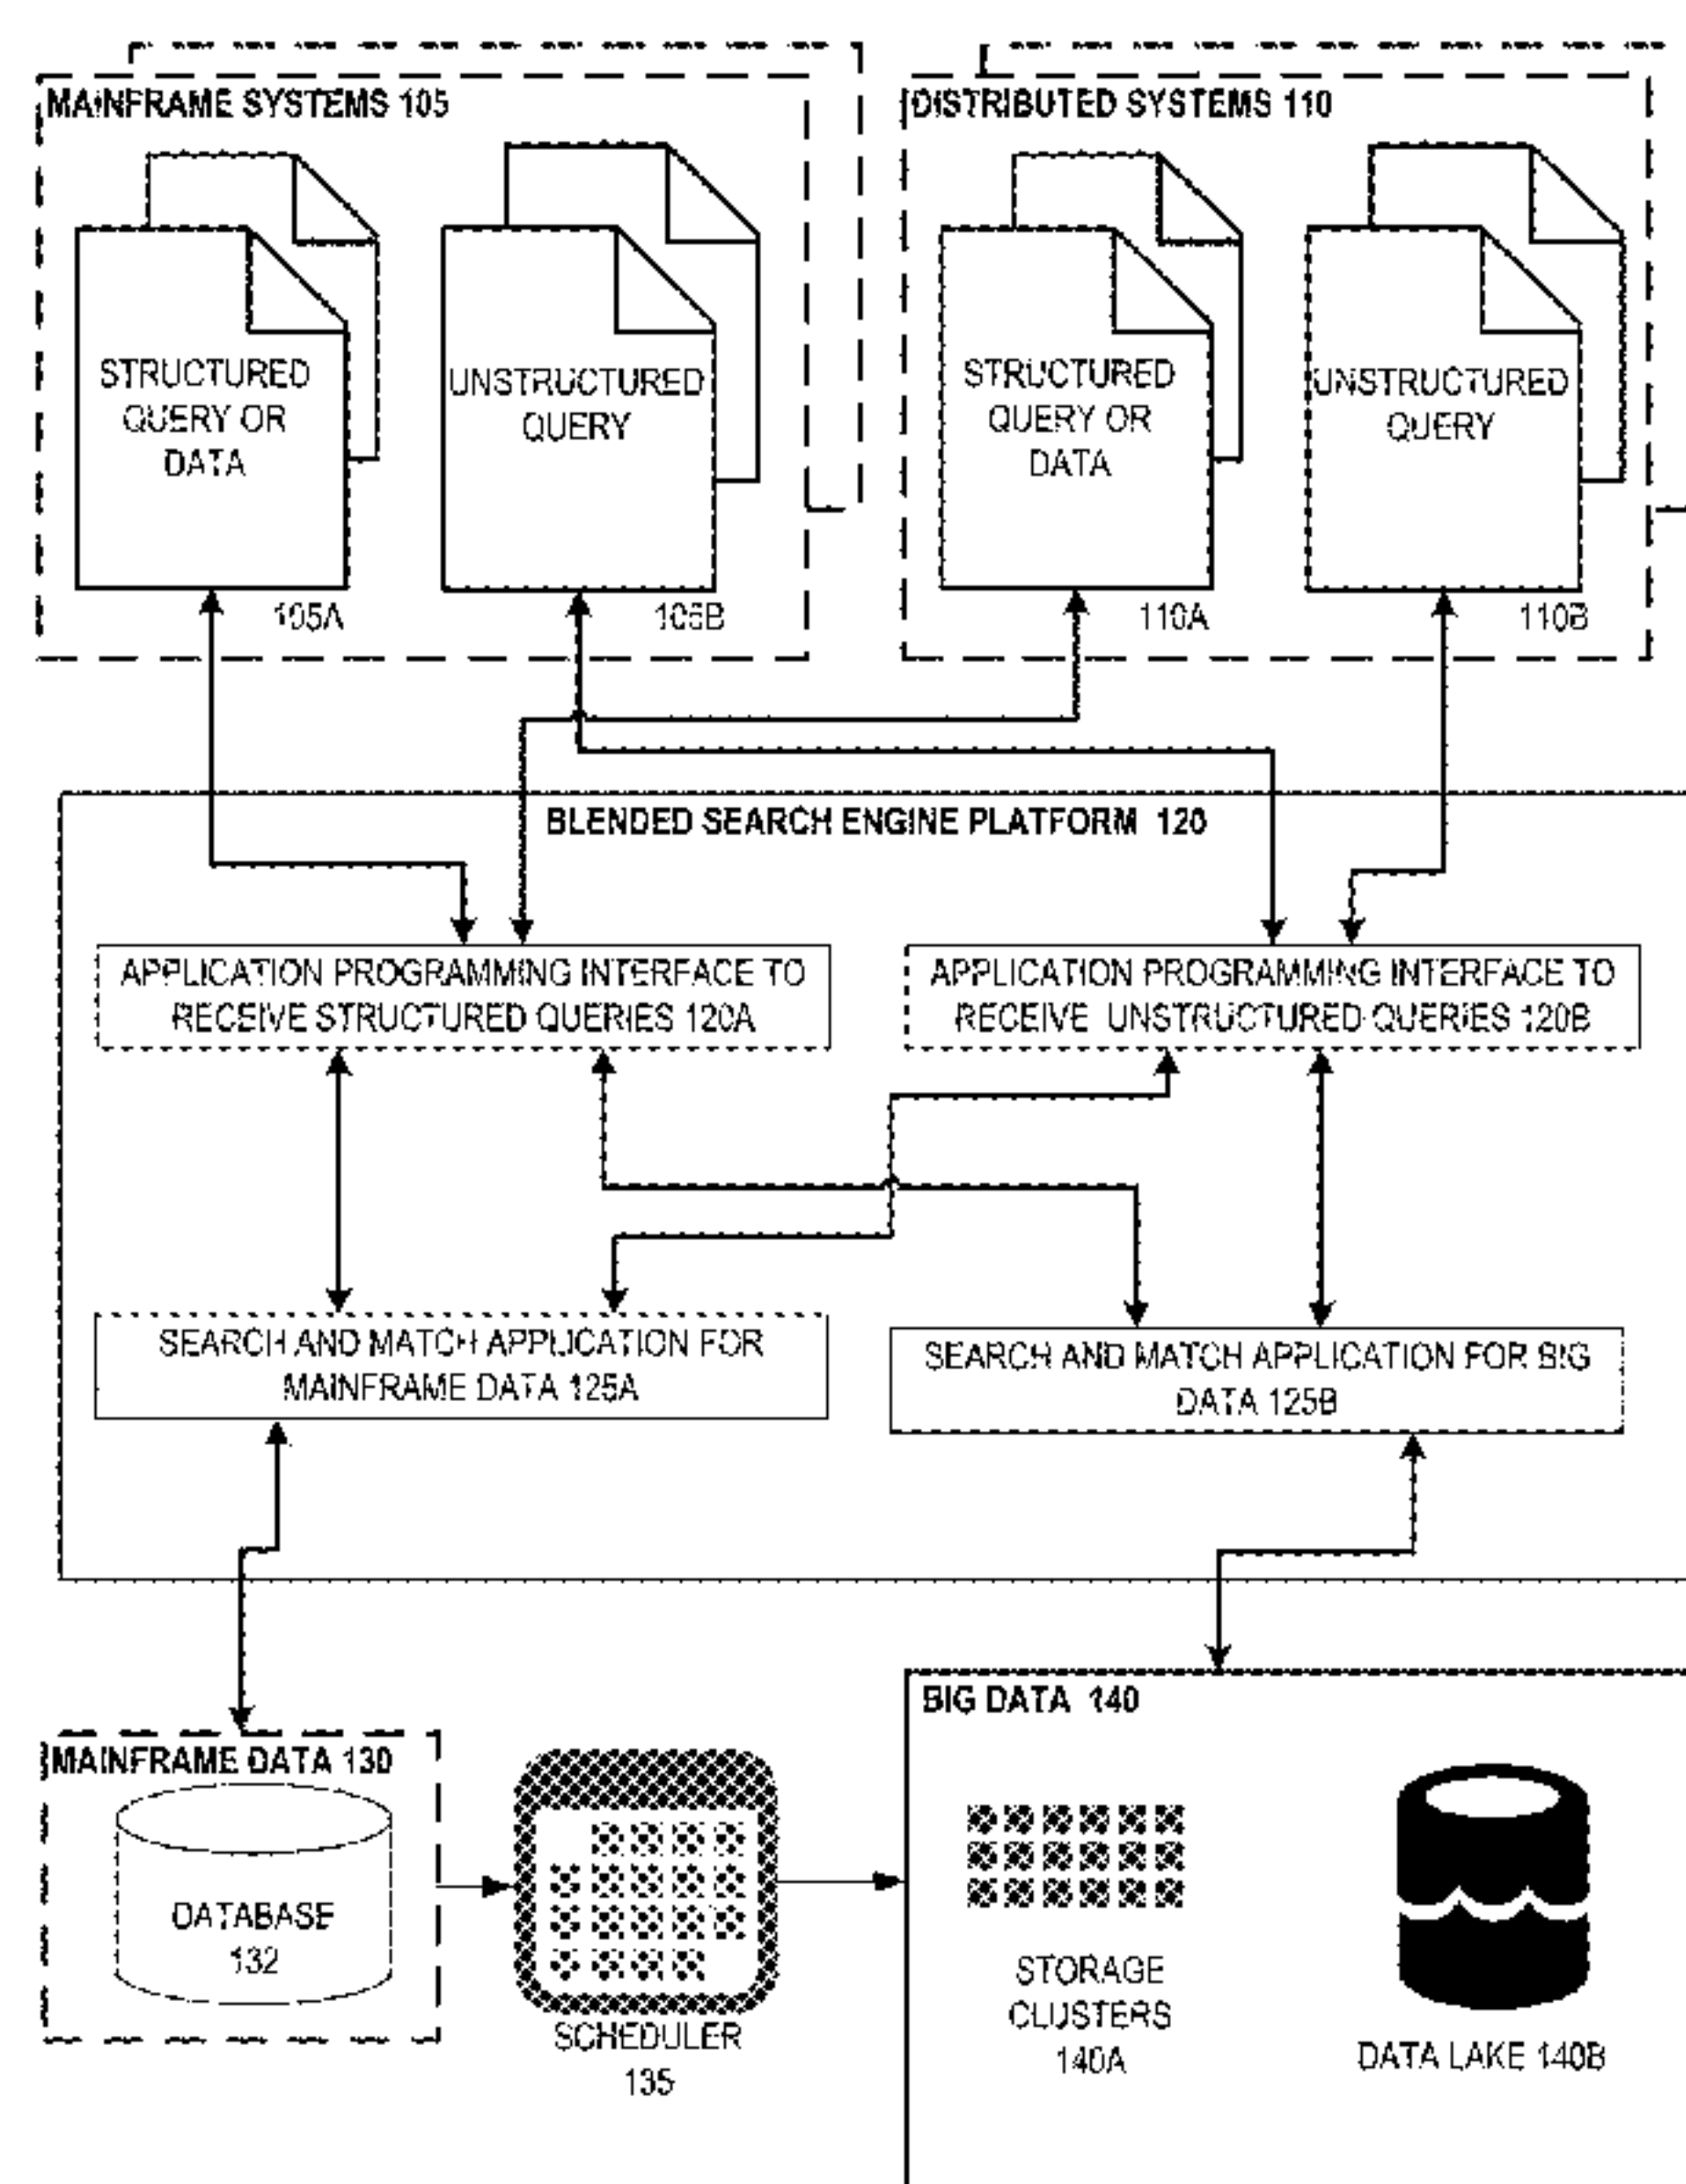 MAINFRAME SYSTEMS 105
STRUCTURED
QUERY OR
DATA
105A
UNSTRUCTURED
QUERY
105B
DISTRIBUTED SYSTEMS 110
STRUCTURED
QUERY OR
DATA
110A
UNSTRUCTURED
QUERY
110B
BLENDED SEARCH ENGINE PLATFORM 120
APPLICATION PROGRAMMING INTERFACE TO
RECEIVE STRUCTURED QUERIES 120A
APPLICATION PROGRAMMING INTERFACE TO
RECEIVE UNSTRUCTURED QUERIES 120B
SEARCH AND MATCH APPLICATION FOR
MAINFRAME DATA 125A
SEARCH AND MATCH APPLICATION FOR BIG
DATA 125B
MAINFRAME DATA 130
DATABASE
132
SCHEDULER
135
BIG DATA 140
STORAGE
CLUSTERS
140A
DATA LAKE 140B